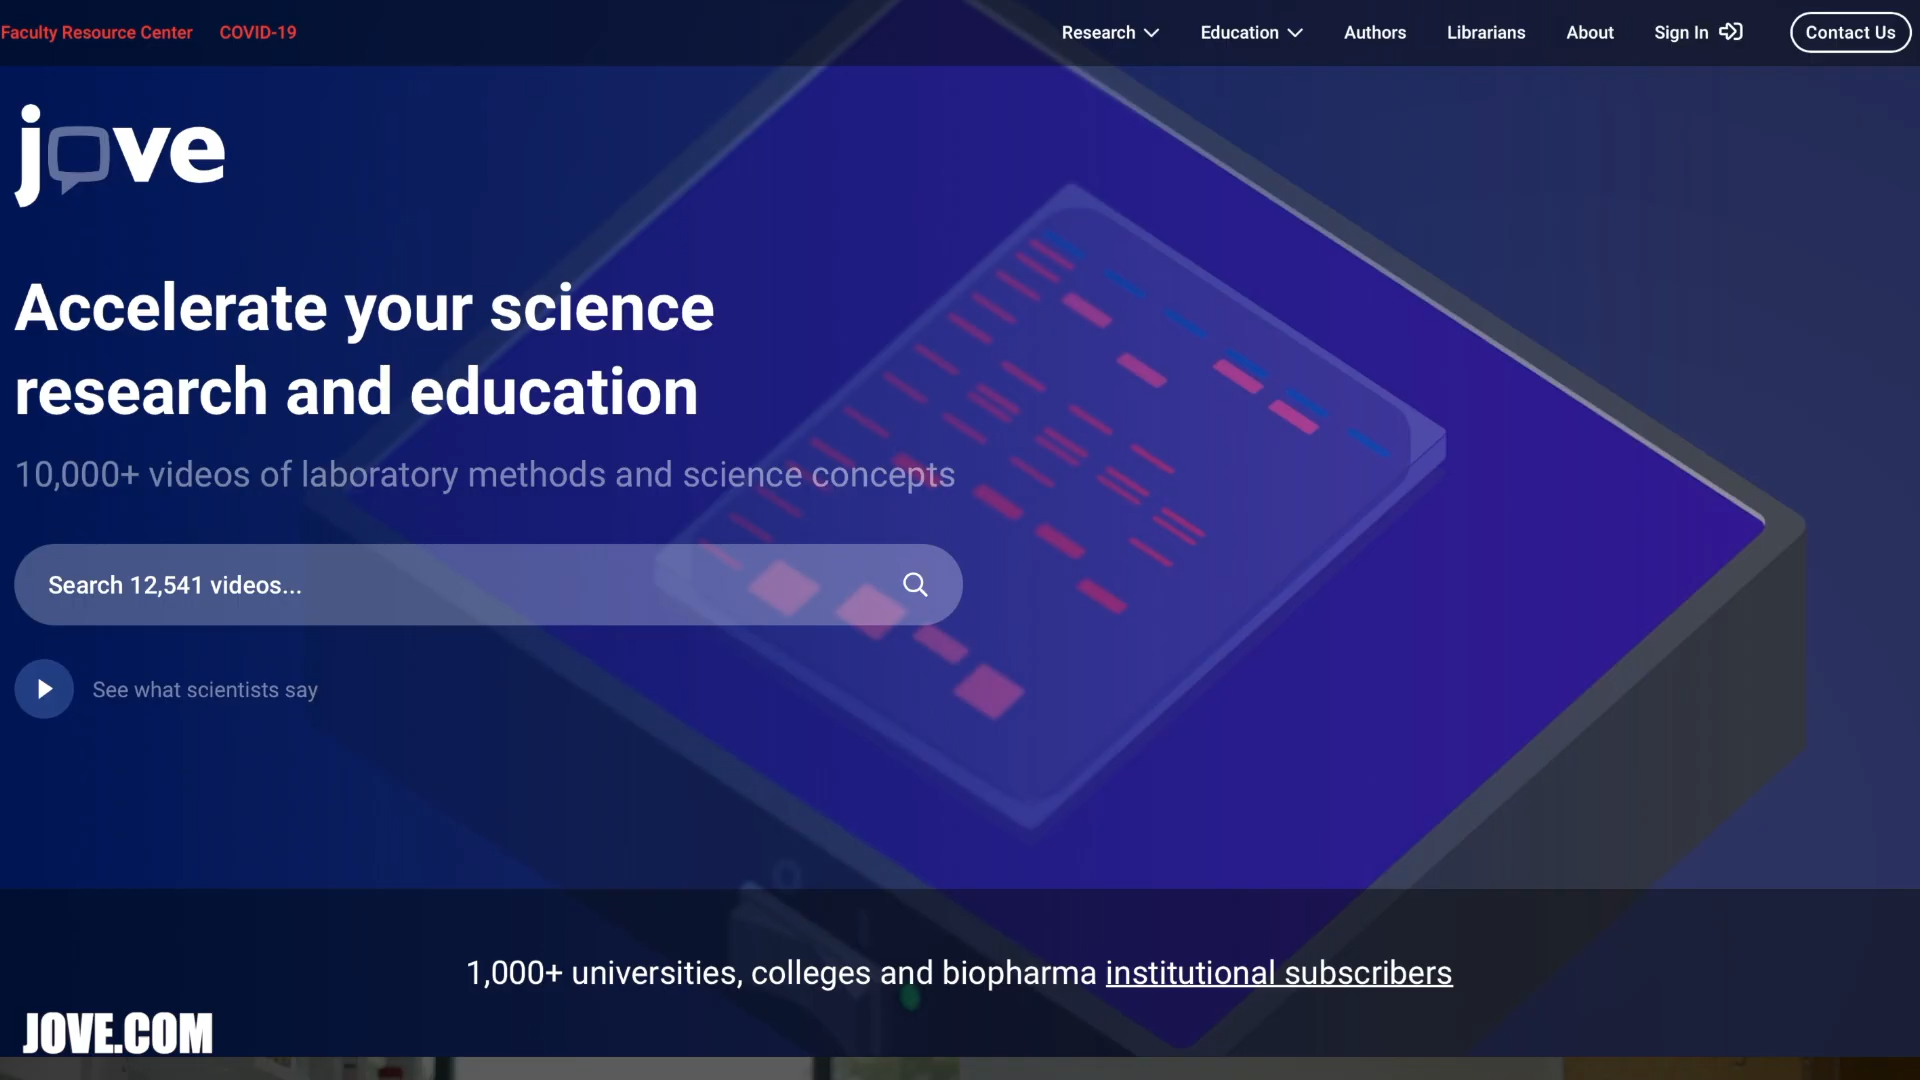 Faculty Resource Center COVID-19 Research Education Authors Librarians About Sign In Contact Us
jove
Accelerate your science
research and education
10,000+ videos of laboratory methods and science concepts
Search 12,541 videos...
See what scientists say
1,000+ universities, colleges and biopharma institutional subscribers
JOVE.COM